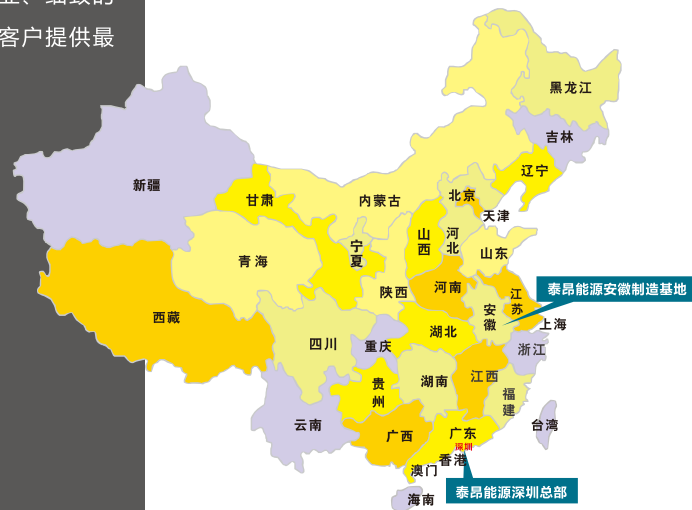 业、细致的
客户提供最
黑龙江
吉林
辽宁
新疆
甘肃
内蒙古
北京
天津
河北
山西
宁夏
青海
山东
陕西
河南
江苏
泰昂能源安徽制造基地
安徽
上海
西藏
四川
重庆
湖北
浙江
湖南
江西
贵州
福建
云南
广西
广东
台湾
深圳
香港
澳门
泰昂能源深圳总部
海南